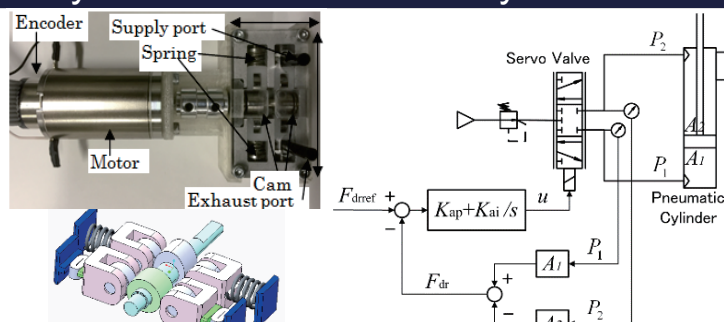 Encoder
Supply port
Spring
Motor
Cam
Exhaust port
Servo Valve
P2
A2
A1
P1
Pneumatic
Cylinder
Fdrref +
−
Kap+Kai/s
u
Fdr
A1
P1
+
−
P2